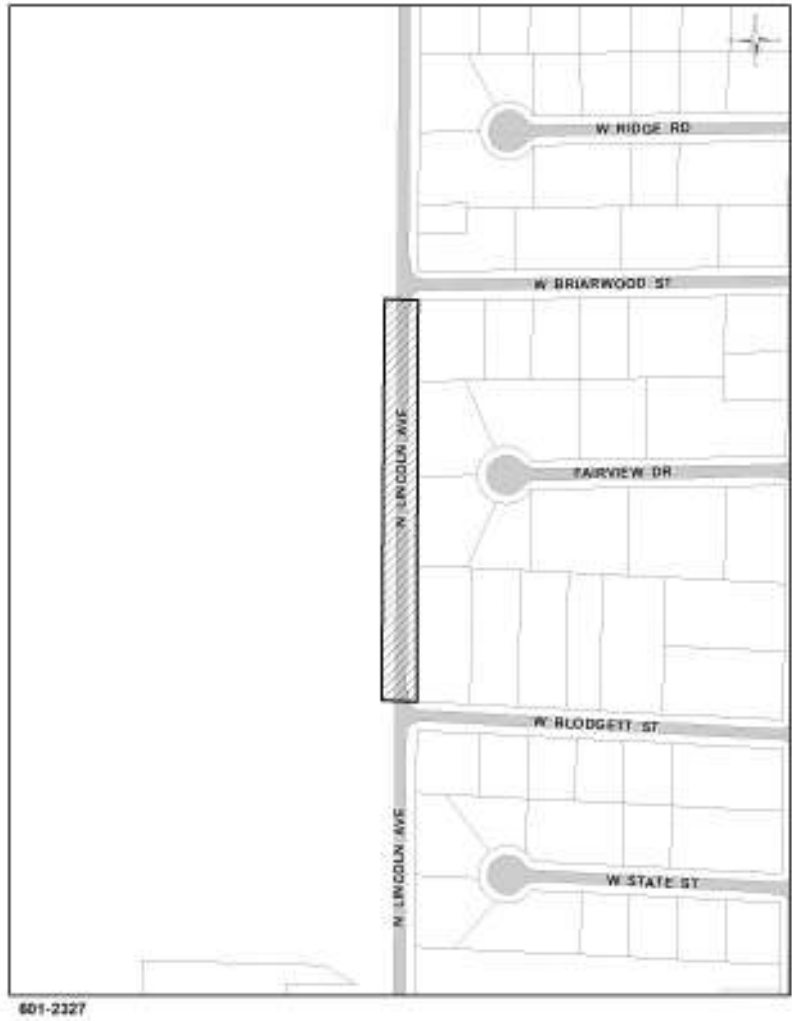 W RIDGE RD
W BRIARWOOD ST
N LINCOLN AVE
FAIRVIEW DR
W BLODGETT ST
N LINCOLN AVE
W STATE ST
601-2327